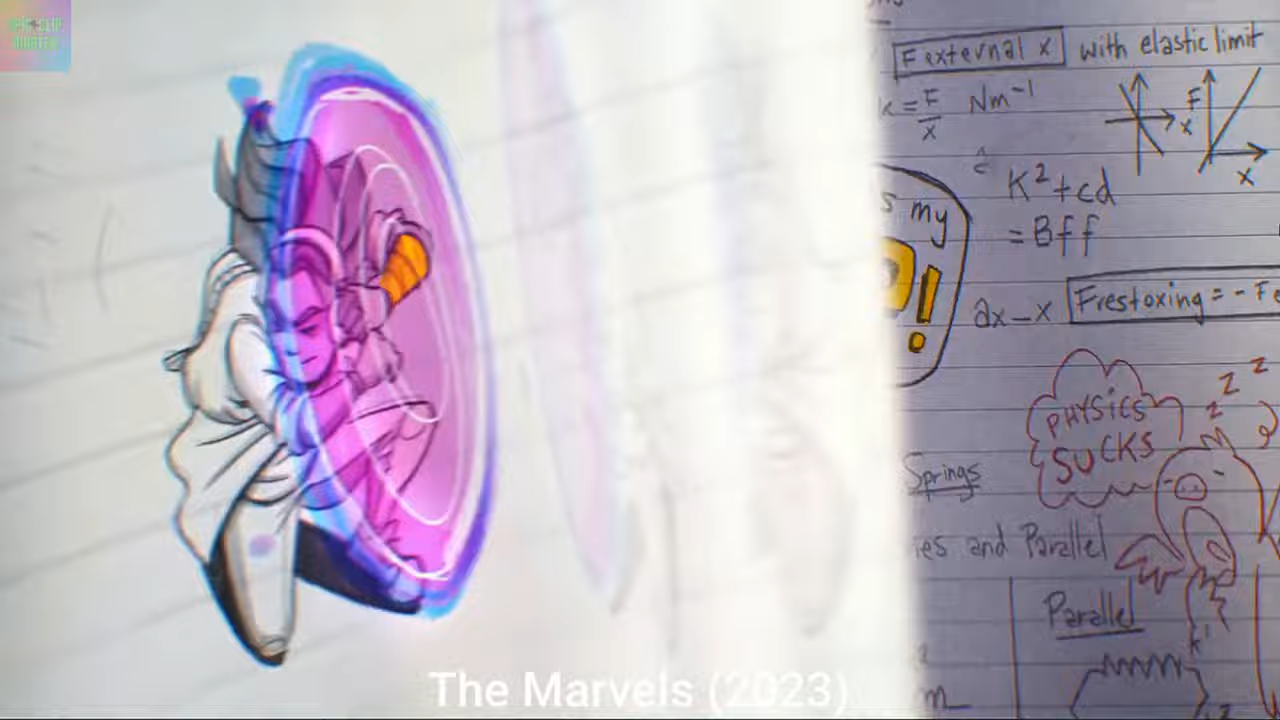 F external x with elastic limit
= F/x Nm⁻¹
F
x
x
K² + cd
= Bff
my
!
ax - x
Frestoxing = - F
PHYSICS
SUCKS
z z z
Springs
and Parallel
Parallel
K'
The Marvels (2023)